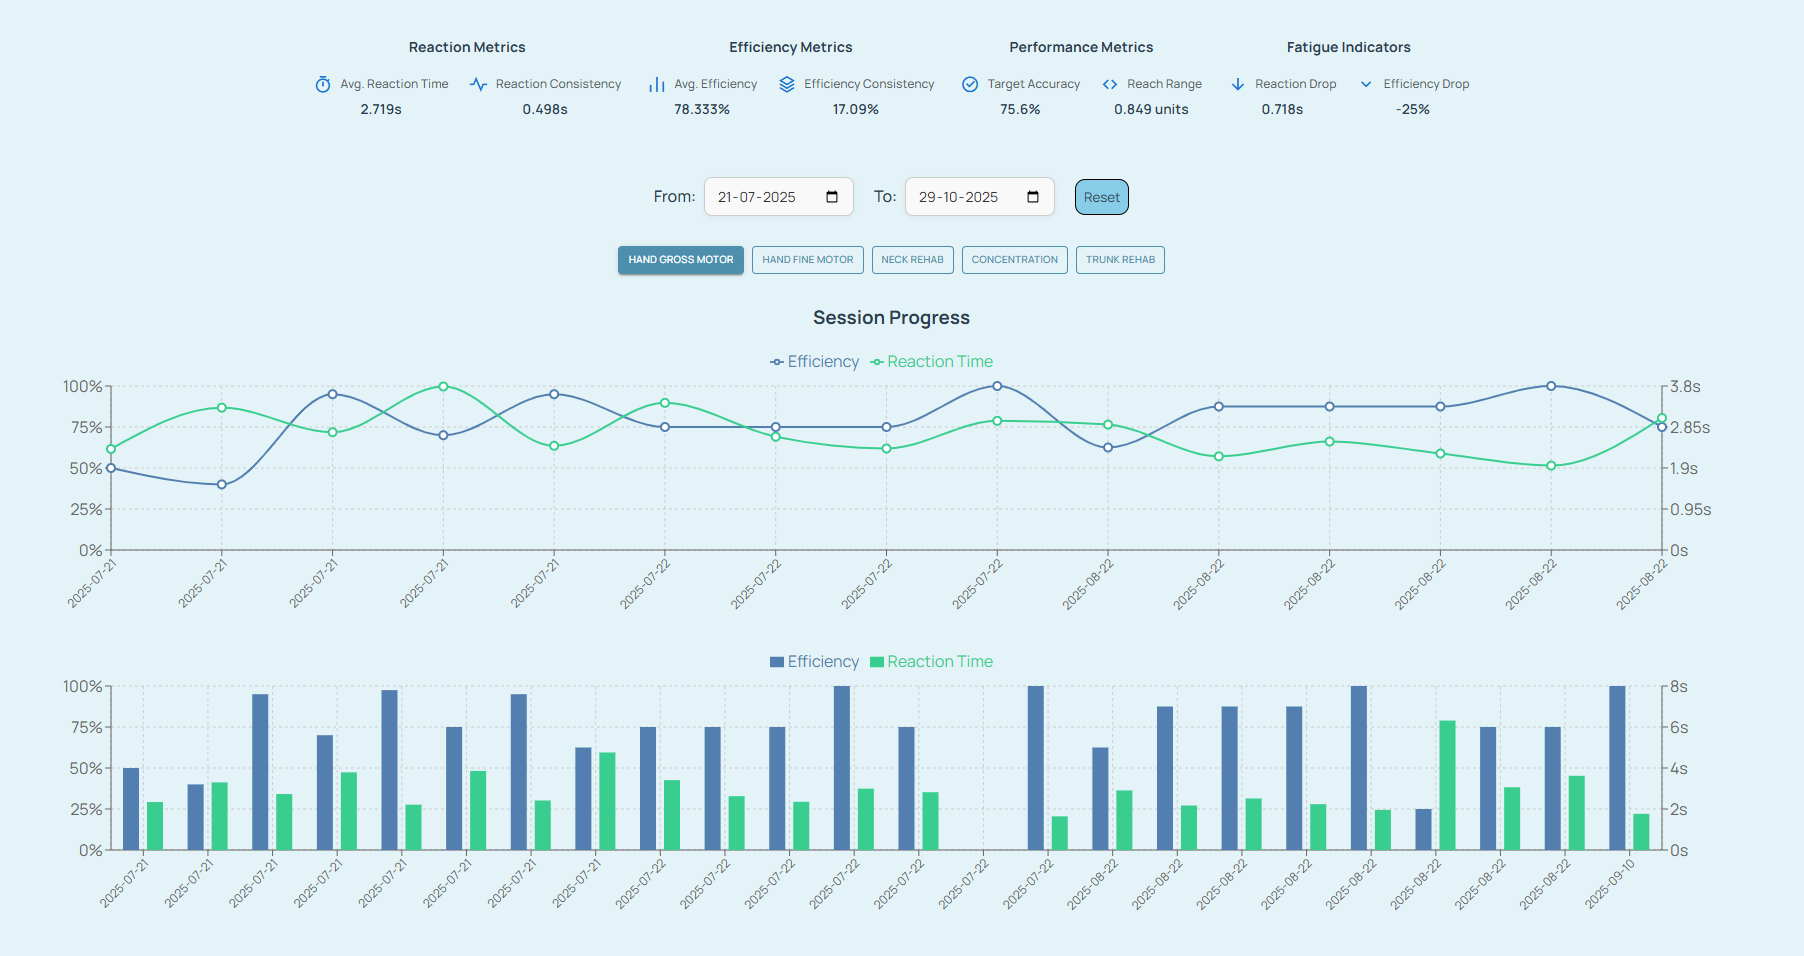 Reaction Metrics Efficiency Metrics Performance Metrics Fatigue Indicators
Avg. Reaction Time Reaction Consistency Avg. Efficiency Efficiency Consistency Target Accuracy Reach Range Reaction Drop Efficiency Drop
2.719s 0.498s 78.333% 17.09% 75.6% 0.849 units 0.718s -25%
From: 21-07-2025 To: 29-10-2025 Reset
HAND GROSS MOTOR HAND FINE MOTOR NECK REHAB CONCENTRATION TRUNK REHAB
Session Progress
Efficiency Reaction Time
100% 3.8s
75% 2.85s
50% 1.9s
25% 0.95s
0% 0s
2025-07-21 2025-07-21 2025-07-21 2025-07-21 2025-07-21 2025-07-22 2025-07-22 2025-07-22 2025-07-22 2025-08-22 2025-08-22 2025-08-22 2025-08-22 2025-08-22 2025-08-22
Efficiency Reaction Time
100% 8s
75% 6s
50% 4s
25% 2s
0% 0s
2025-07-21 2025-07-21 2025-07-21 2025-07-21 2025-07-21 2025-07-21 2025-07-21 2025-07-21 2025-07-22 2025-07-22 2025-07-22 2025-07-22 2025-07-22 2025-07-22 2025-07-22 2025-08-22 2025-08-22 2025-08-22 2025-08-22 2025-08-22 2025-08-22 2025-08-22 2025-08-22 2025-09-10